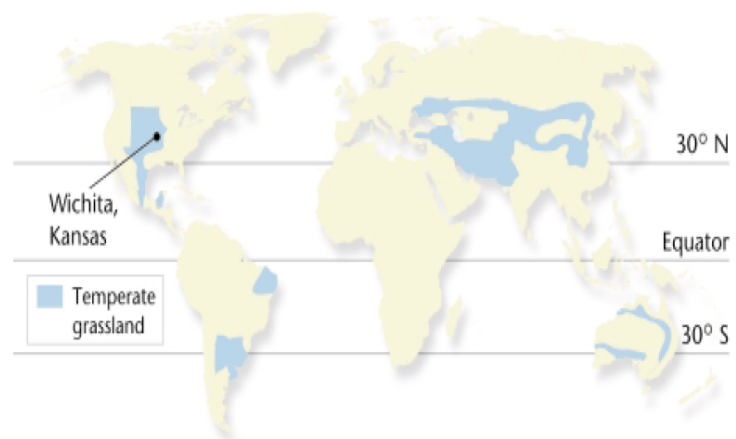 30° N
Wichita,
Kansas
Equator
Temperate
grassland
30° S